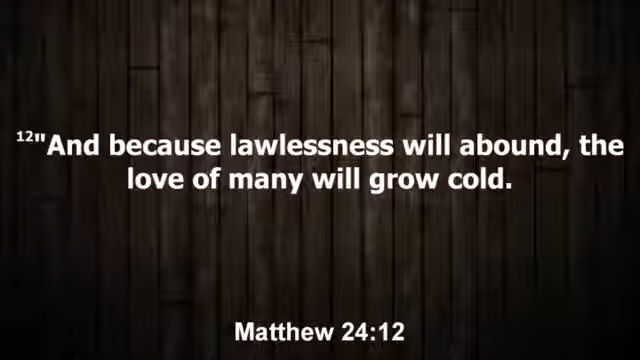 12"And because lawlessness will abound, the
love of many will grow cold.
Matthew 24:12